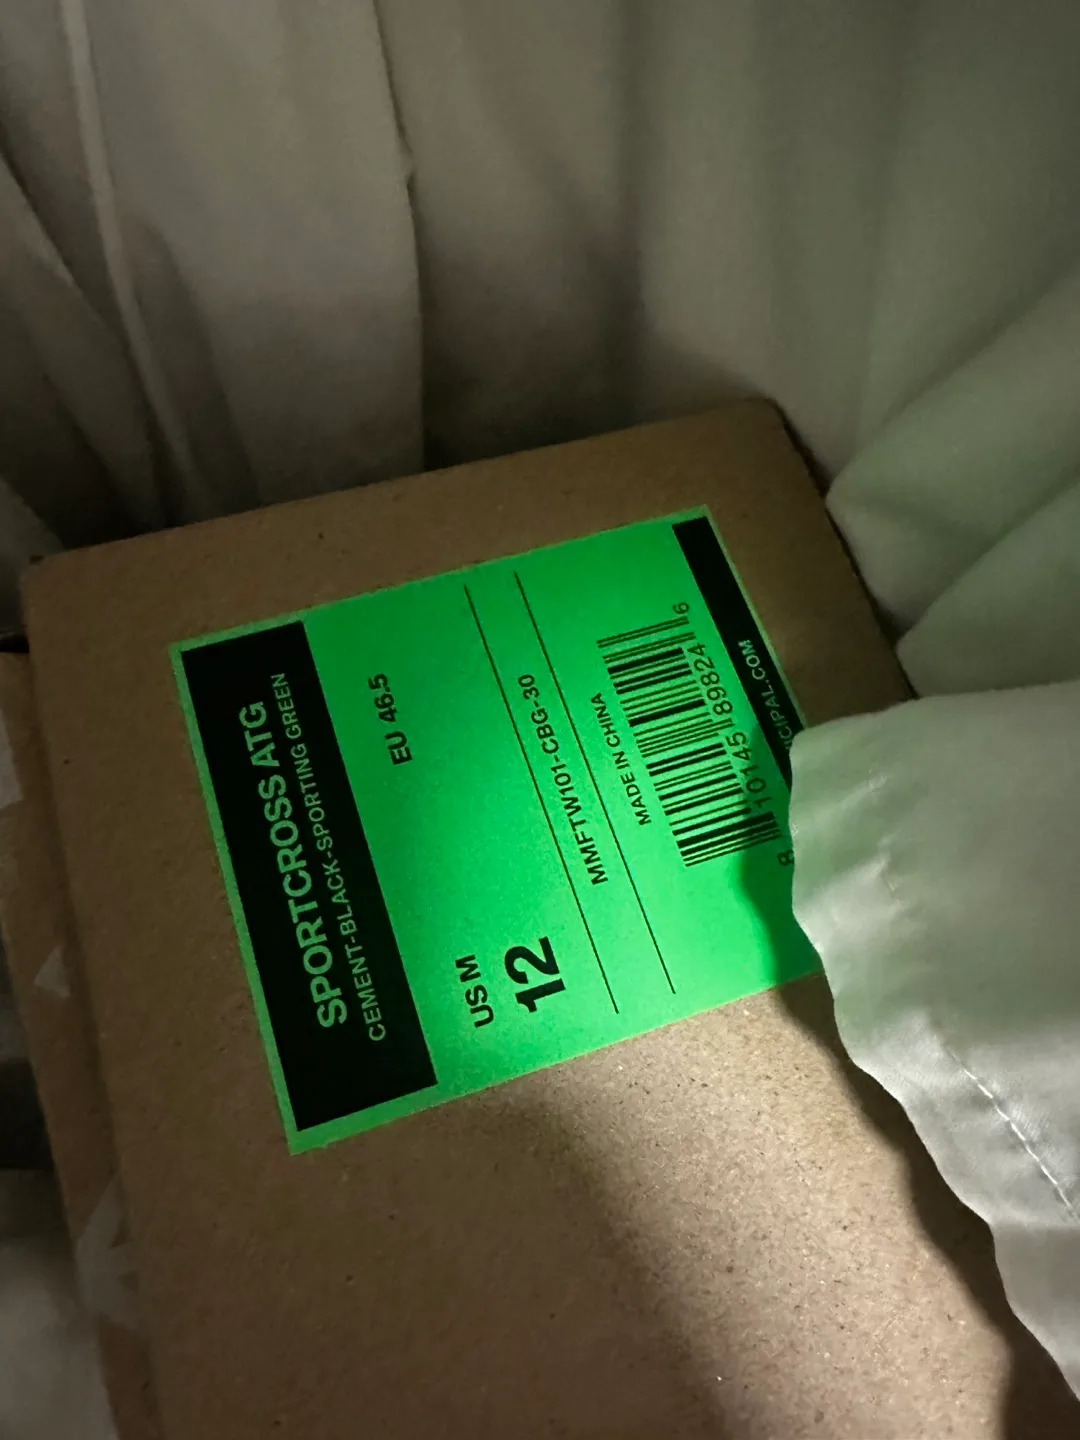 SPORTCROSS ATG
CEMENT-BLACK-SPORTING GREEN
US M
12
EU 46.5
MMFTW101-CBG-30
MADE IN CHINA
8 10145 89824 6